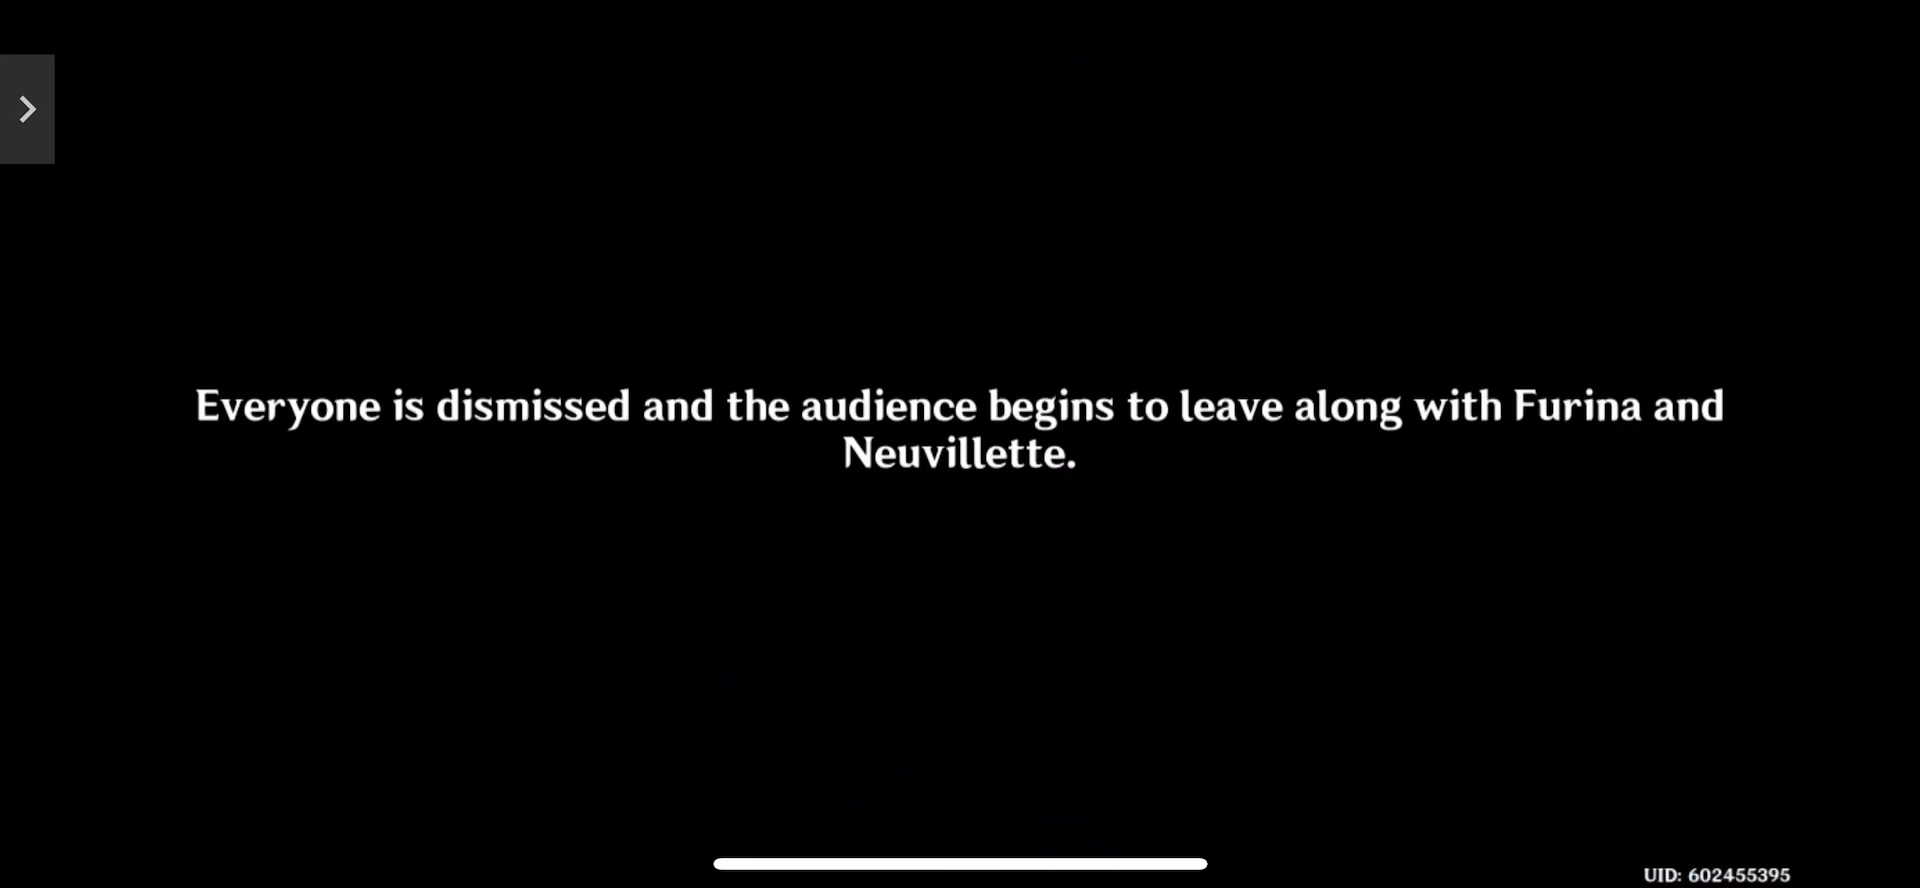 Everyone is dismissed and the audience begins to leave along with Furina and
Neuvillette.
UID: 602455395